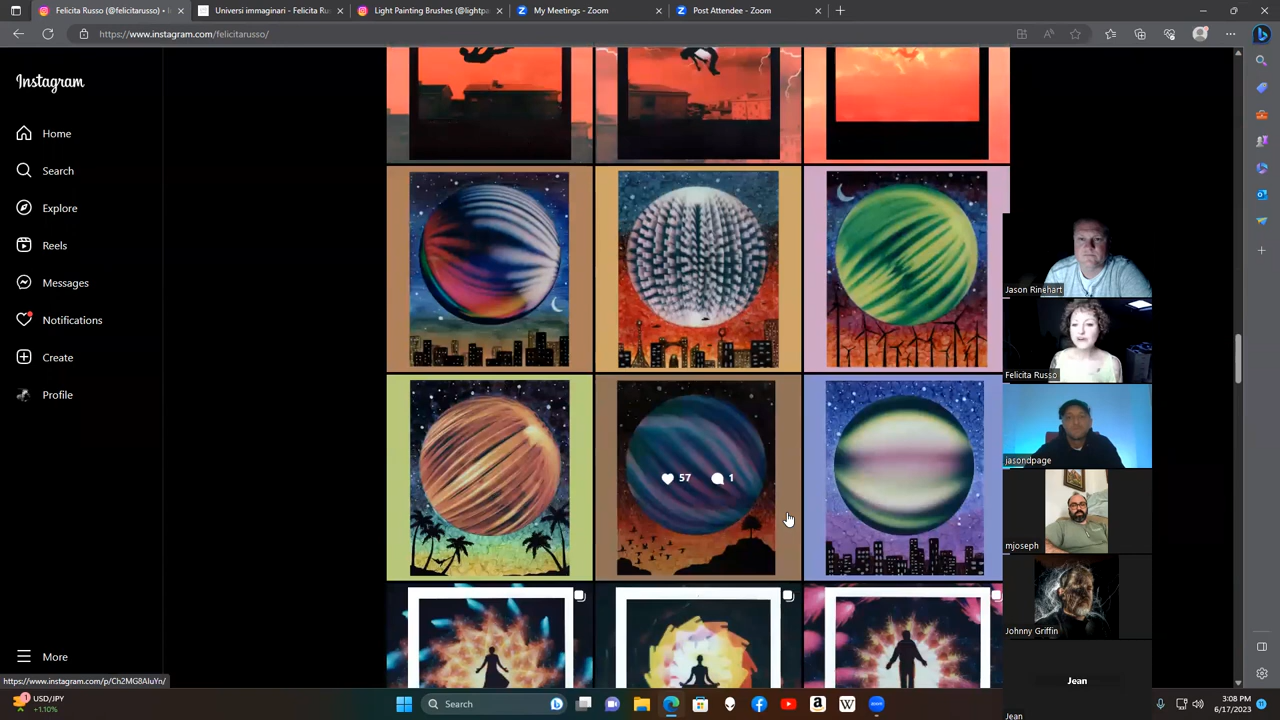 Felicita Russo (@felicitarusso) •
Universi immaginari - Felicita Ru
Light Painting Brushes (@lightp
My Meetings - Zoom
Post Attendee - Zoom
https://www.instagram.com/felicitarusso/
Instagram
Home
Search
Explore
Reels
Messages
Notifications
Create
Profile
More
57
1
Jason Rinehart
Felicita Russo
jasondpage
mjoseph
Johnny Griffin
Jean
Jean
https://www.instagram.com/p/Ch2MG8AIuYn/
USD/JPY
+1.10%
Search
zoom
3:08 PM
6/17/2023